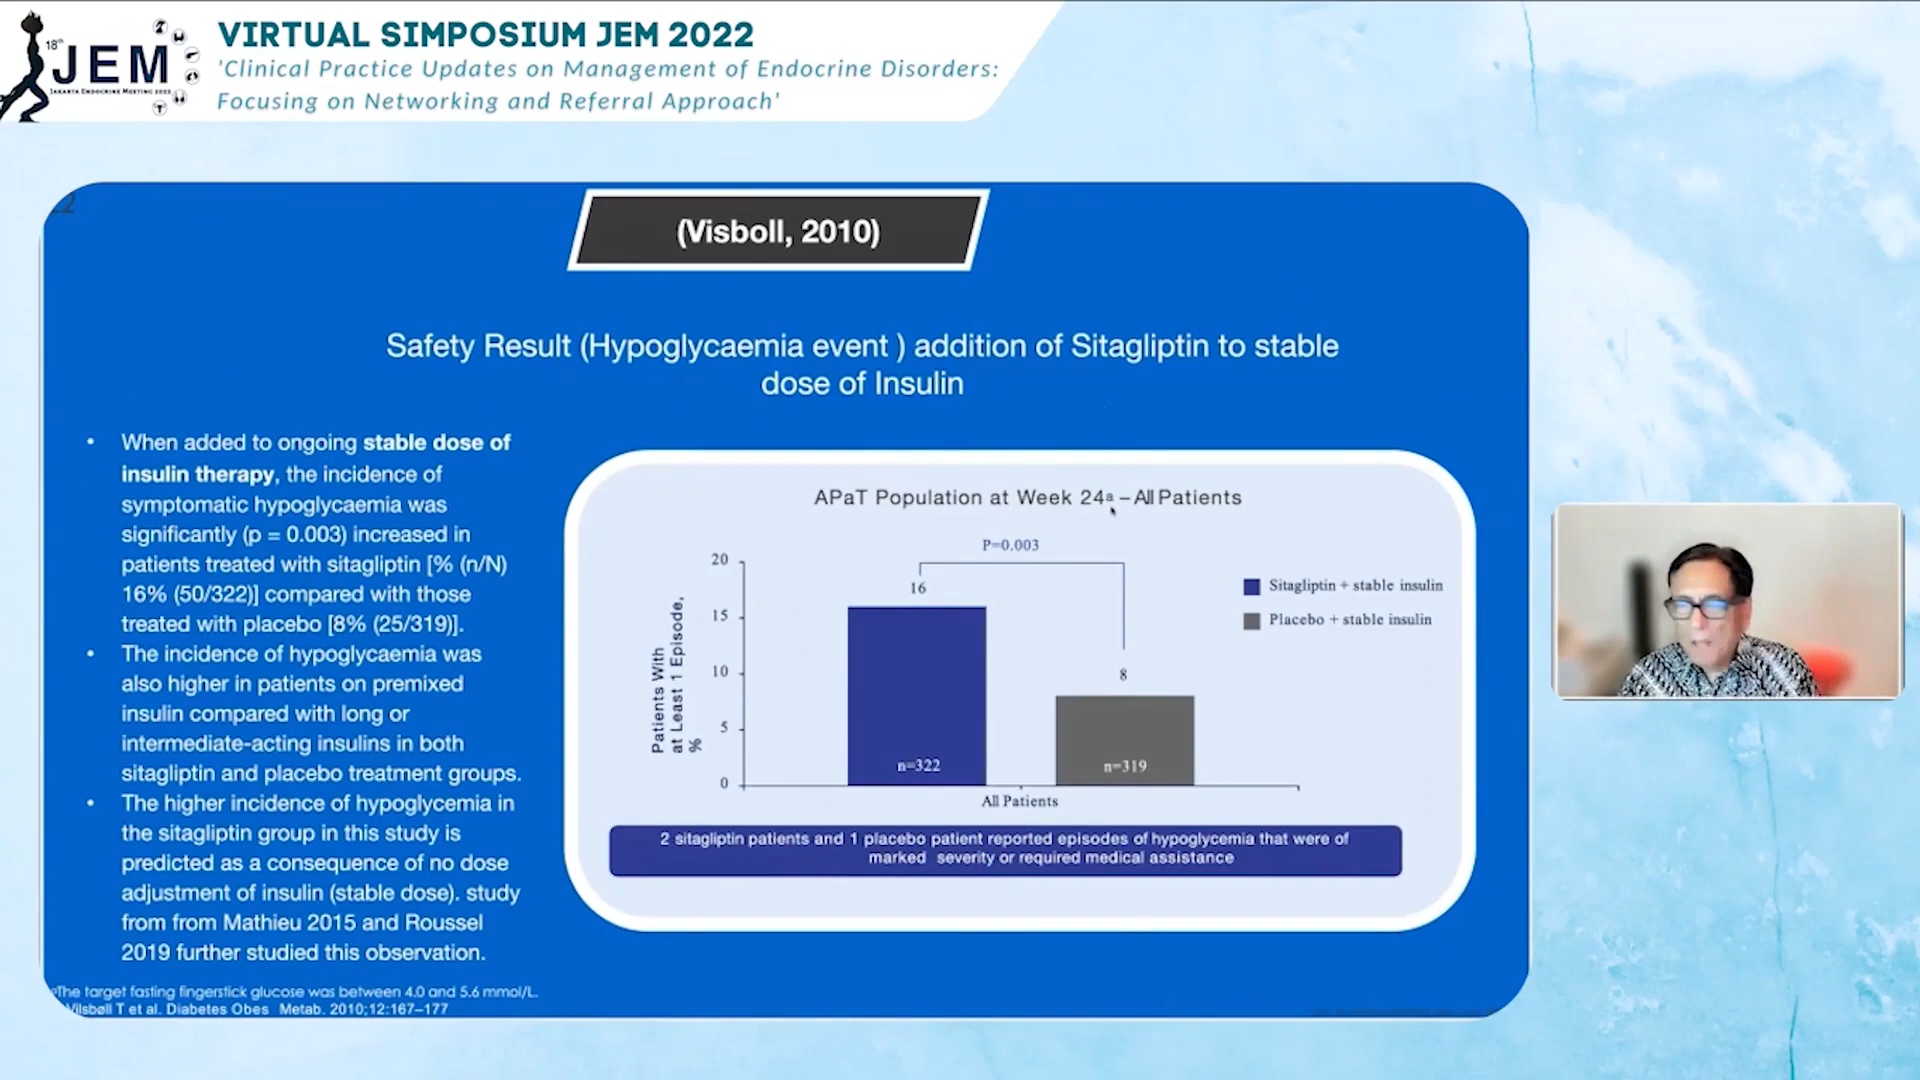 18th
JEM
JAKARTA ENDOCRINE MEETING 2022
VIRTUAL SIMPOSIUM JEM 2022
'Clinical Practice Updates on Management of Endocrine Disorders:
Focusing on Networking and Referral Approach'
(Visboll, 2010)
Safety Result (Hypoglycaemia event ) addition of Sitagliptin to stable
dose of Insulin
• When added to ongoing stable dose of
insulin therapy, the incidence of
symptomatic hypoglycaemia was
significantly (p = 0.003) increased in
patients treated with sitagliptin [% (n/N)
16% (50/322)] compared with those
treated with placebo [8% (25/319)].
• The incidence of hypoglycaemia was
also higher in patients on premixed
insulin compared with long or
intermediate-acting insulins in both
sitagliptin and placebo treatment groups.
• The higher incidence of hypoglycemia in
the sitagliptin group in this study is
predicted as a consequence of no dose
adjustment of insulin (stable dose). study
from from Mathieu 2015 and Roussel
2019 further studied this observation.
APaT Population at Week 24ª – All Patients
P=0.003
20
15
10
5
0
Patients With
at Least 1 Episode,
%
16
8
n=322
n=319
All Patients
Sitagliptin + stable insulin
Placebo + stable insulin
2 sitagliptin patients and 1 placebo patient reported episodes of hypoglycemia that were of
marked severity or required medical assistance
ªThe target fasting fingerstick glucose was between 4.0 and 5.6 mmol/L.
Vilsbøll T et al. Diabetes Obes Metab. 2010;12:167–177